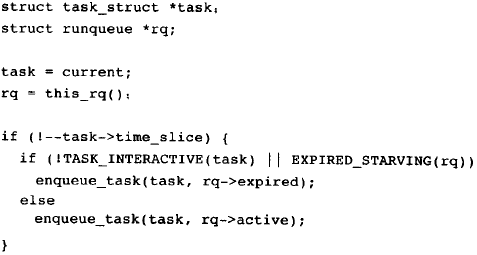 struct task_struct *task;
struct runqueue *rq;
task = current;
rq = this_rq();
if (!--task->time_slice) {
if (!TASK_INTERACTIVE(task) || EXPIRED_STARVING(rq))
enqueue_task(task, rq->expired);
else
enqueue_task(task, rq->active);
}